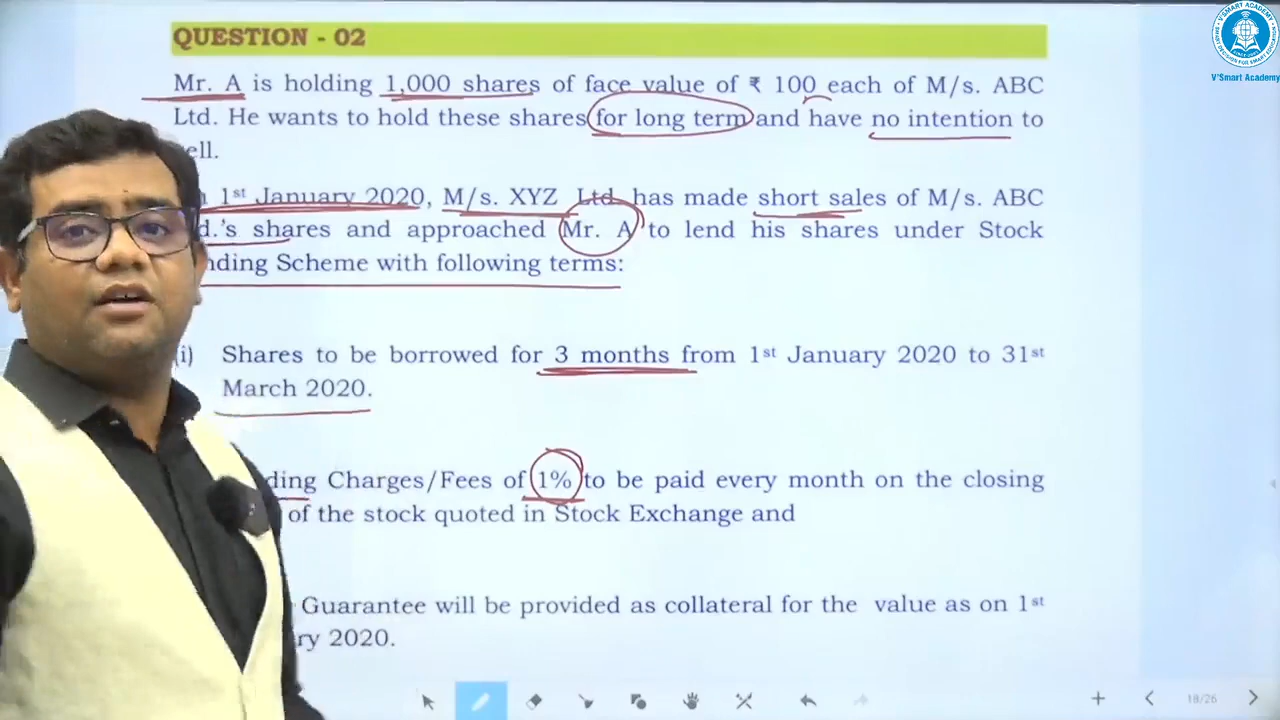 V'SMART ACADEMY
V'Smart Academy
QUESTION - 02
Mr. A is holding 1,000 shares of face value of ₹ 100 each of M/s. ABC
Ltd. He wants to hold these shares for long term and have no intention to
ell.
1st January 2020, M/s. XYZ Ltd. has made short sales of M/s. ABC
d.'s shares and approached Mr. A to lend his shares under Stock
nding Scheme with following terms:
(i) Shares to be borrowed for 3 months from 1st January 2020 to 31st
March 2020.
ding Charges/Fees of 1% to be paid every month on the closing
of the stock quoted in Stock Exchange and
Guarantee will be provided as collateral for the value as on 1st
ry 2020.
18/26